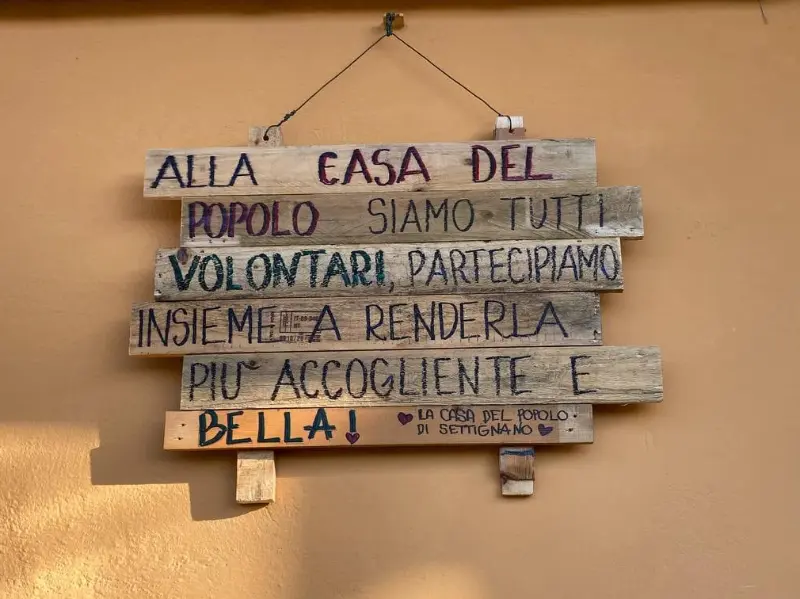 ALLA CASA DEL
POPOLO SIAMO TUTTI
VOLONTARI, PARTECIPIAMO
INSIEME A RENDERLA
PIU' ACCOGLIENTE E
BELLA!
LA CASA DEL POPOLO
DI SETTIGNANO